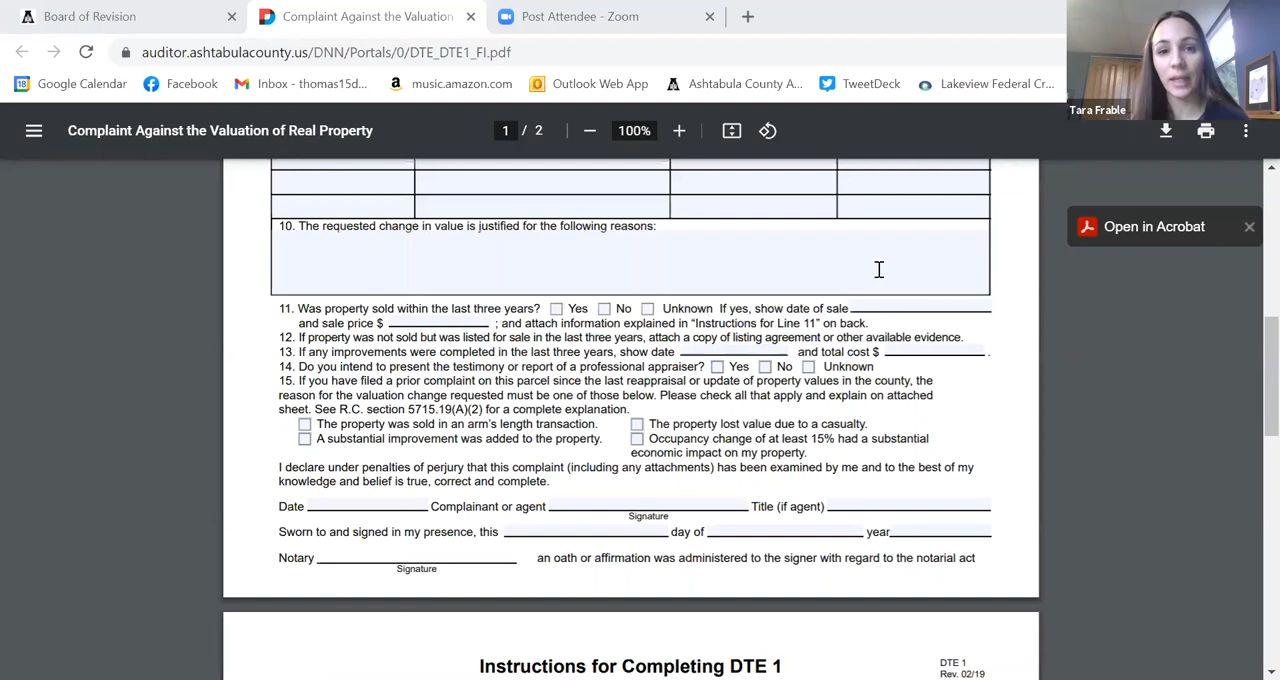 Board of Revision
Complaint Against the Valuation
Post Attendee - Zoom
auditor.ashtabulacounty.us/DNN/Portals/0/DTE_DTE1_FI.pdf
18 Google Calendar
Facebook
Inbox - thomas15d...
music.amazon.com
Outlook Web App
Ashtabula County A...
TweetDeck
Lakeview Federal Cr...
Tara Frable
Complaint Against the Valuation of Real Property
1 / 2
100%
Open in Acrobat
10. The requested change in value is justified for the following reasons:
11. Was property sold within the last three years? Yes No Unknown If yes, show date of sale
and sale price $ ; and attach information explained in “Instructions for Line 11” on back.
12. If property was not sold but was listed for sale in the last three years, attach a copy of listing agreement or other available evidence.
13. If any improvements were completed in the last three years, show date and total cost $ .
14. Do you intend to present the testimony or report of a professional appraiser? Yes No Unknown
15. If you have filed a prior complaint on this parcel since the last reappraisal or update of property values in the county, the
reason for the valuation change requested must be one of those below. Please check all that apply and explain on attached
sheet. See R.C. section 5715.19(A)(2) for a complete explanation.
The property was sold in an arm’s length transaction. The property lost value due to a casualty.
A substantial improvement was added to the property. Occupancy change of at least 15% had a substantial
economic impact on my property.
I declare under penalties of perjury that this complaint (including any attachments) has been examined by me and to the best of my
knowledge and belief is true, correct and complete.
Date Complainant or agent Title (if agent)
Signature
Sworn to and signed in my presence, this day of year
Notary an oath or affirmation was administered to the signer with regard to the notarial act
Signature
Instructions for Completing DTE 1
DTE 1
Rev. 02/19